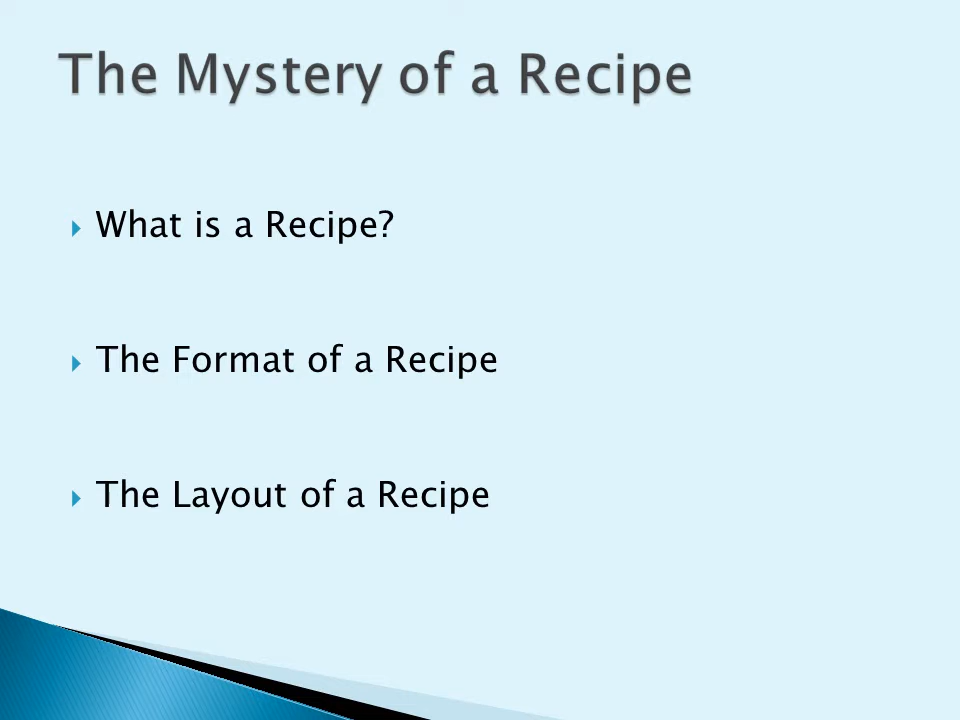 The Mystery of a Recipe
What is a Recipe?
The Format of a Recipe
The Layout of a Recipe